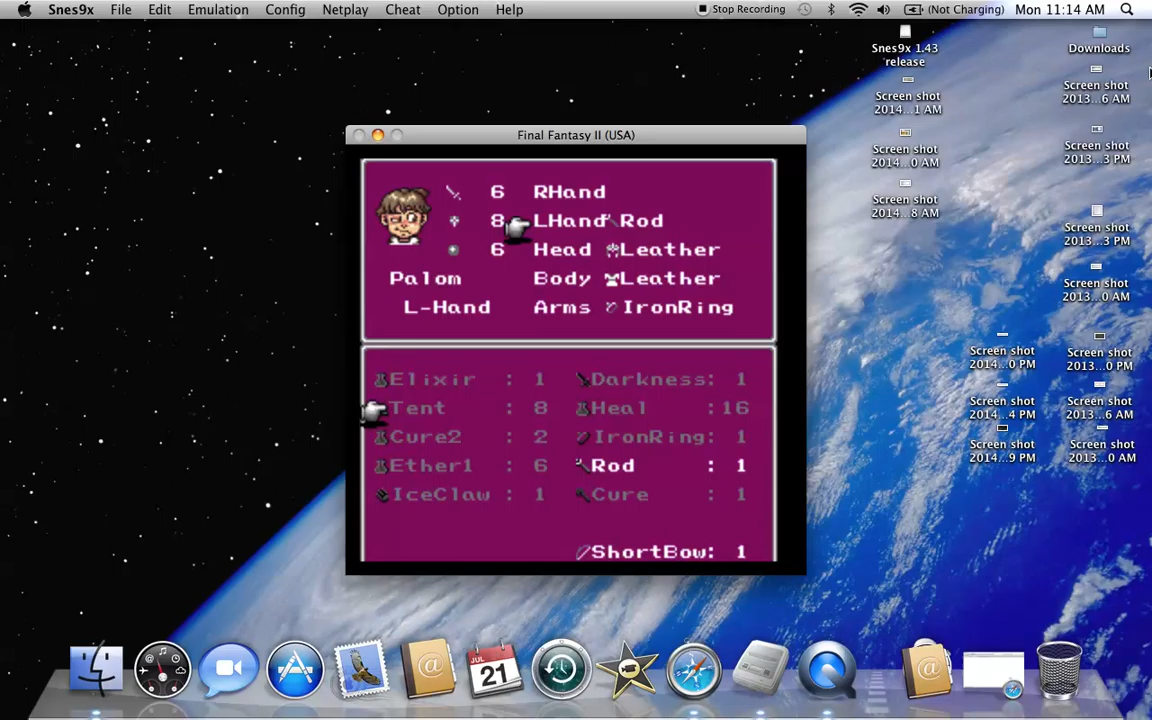 Snes9x File Edit Emulation Config Netplay Cheat Option Help Stop Recording (Not Charging) Mon 11:14 AM
Snes9x 1.43
release
Downloads
Screen shot
2014...1 AM
Screen shot
2013...6 AM
Screen shot
2014...0 AM
Screen shot
2013...3 PM
Screen shot
2014...8 AM
Screen shot
2013...3 PM
Screen shot
2013...0 AM
Screen shot
2014...0 PM
Screen shot
2013...0 PM
Screen shot
2014...4 PM
Screen shot
2013...6 AM
Screen shot
2014...9 PM
Screen shot
2013...0 AM
Final Fantasy II (USA)
6 RHand
8 LHand Rod
6 Head Leather
Palom Body Leather
L-Hand Arms IronRing
Elixir : 1 Darkness: 1
Tent : 8 Heal :16
Cure2 : 2 IronRing: 1
Ether1 : 6 Rod : 1
IceClaw : 1 Cure : 1
ShortBow: 1
JUL
21